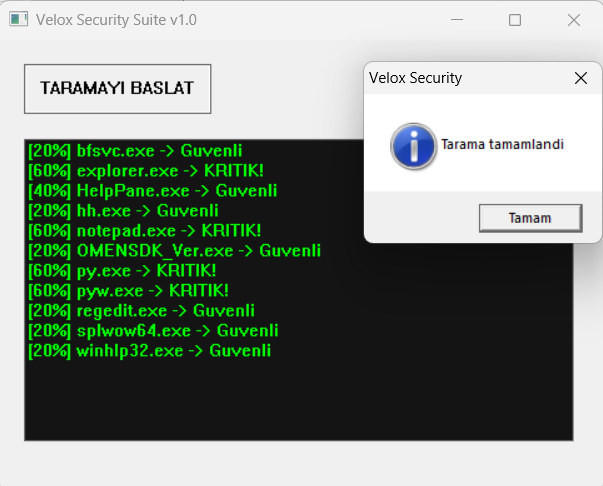 Velox Security Suite v1.0
TARAMAYI BASLAT
[20%] bfsvc.exe -> Guvenli
[60%] explorer.exe -> KRITIK!
[40%] HelpPane.exe -> Guvenli
[20%] hh.exe -> Guvenli
[60%] notepad.exe -> KRITIK!
[20%] OMENSDK_Ver.exe -> Guvenli
[60%] py.exe -> KRITIK!
[60%] pyw.exe -> KRITIK!
[20%] regedit.exe -> Guvenli
[20%] splwow64.exe -> Guvenli
[20%] winhlp32.exe -> Guvenli
Velox Security
Tarama tamamlandi
Tamam